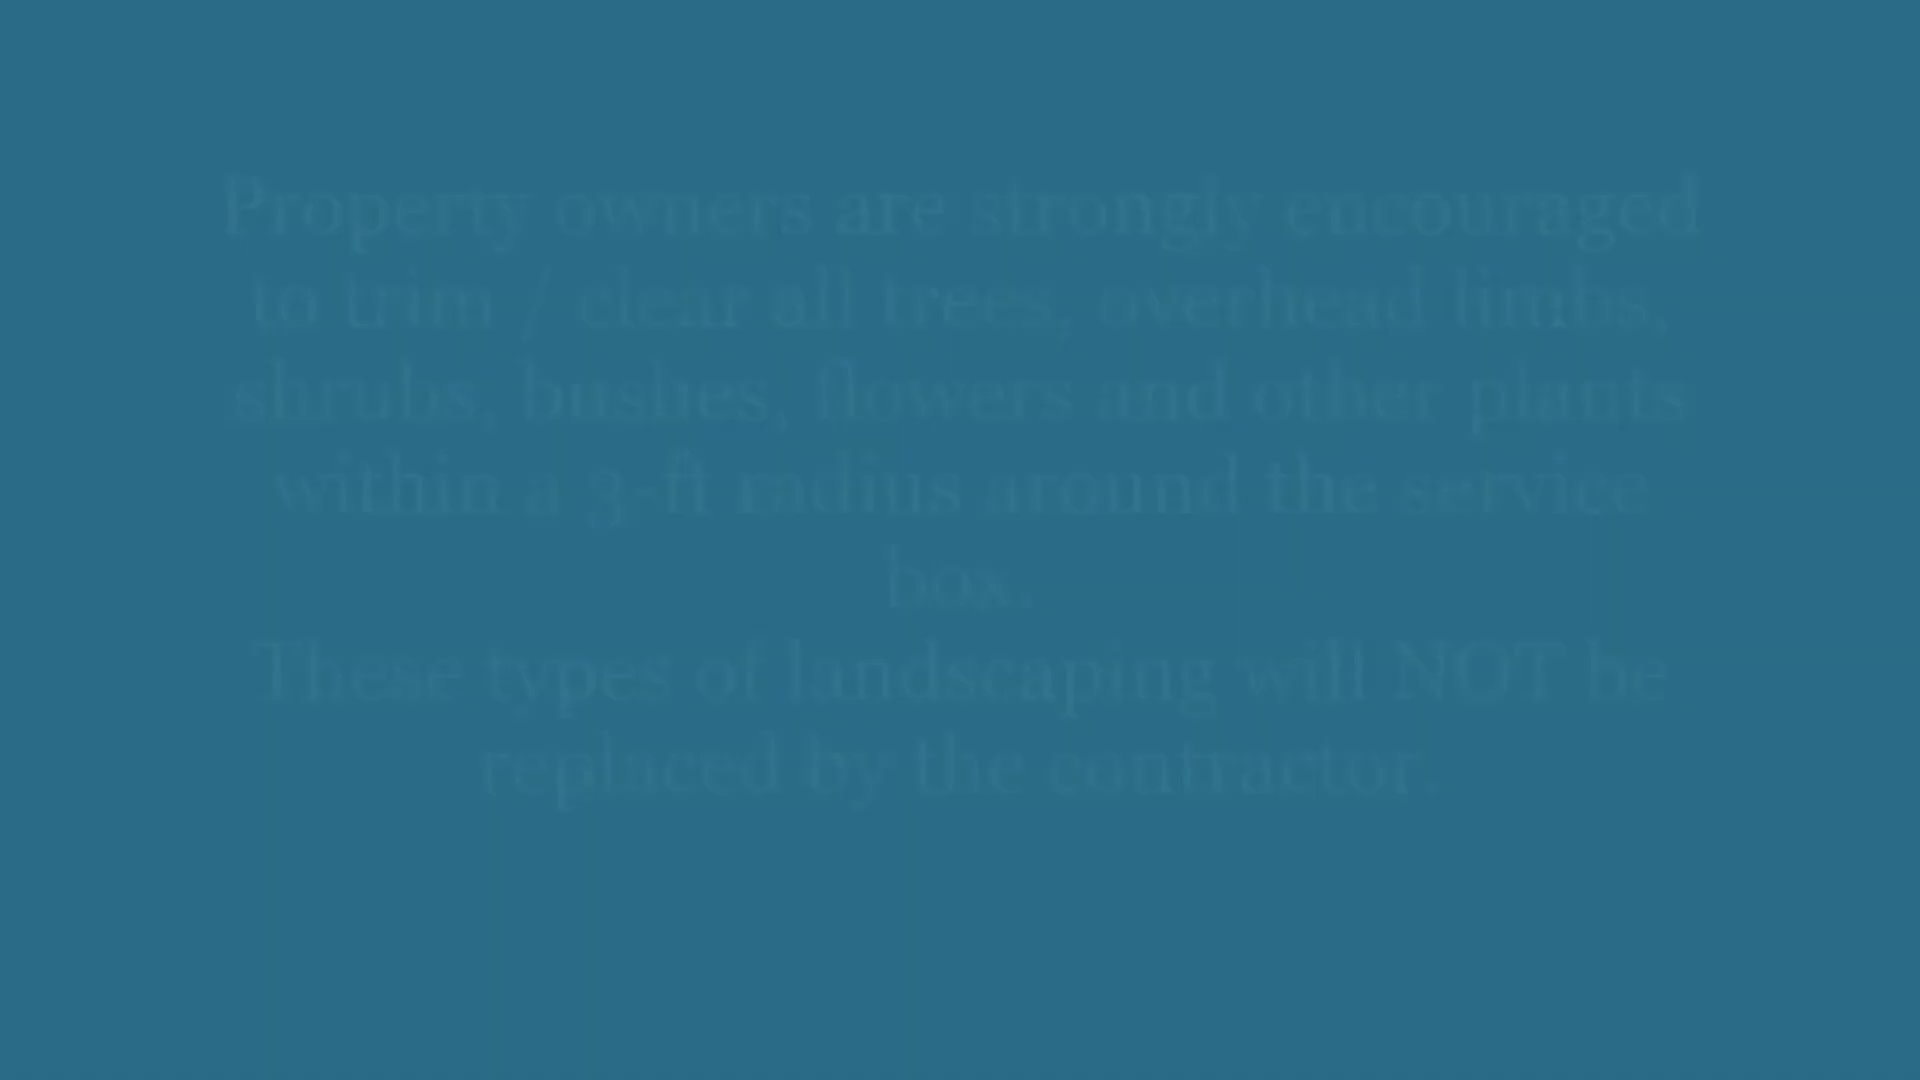 Property owners are strongly encouraged
to trim / clear all trees, overhead limbs,
shrubs, bushes, flowers and other plants
within a 3-ft radius around the service
box.
These types of landscaping will NOT be
replaced by the contractor.